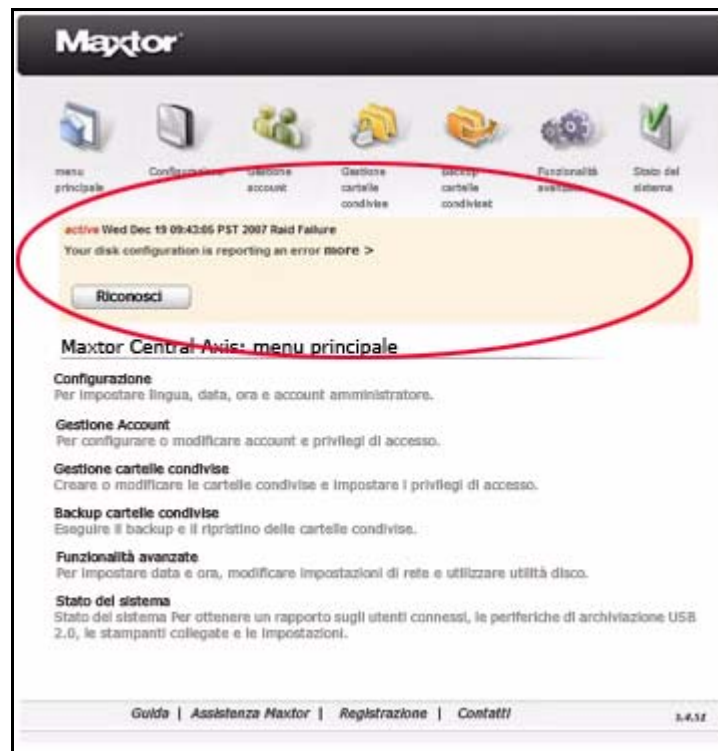 Maxtor
menu principale
Configurazione
Gestione account
Gestione cartelle condivise
Backup cartelle condiviset
Funzionalità avanzate
Stato del sistema
active Wed Dec 19 09:43:05 PST 2007 Raid Failure
Your disk configuration is reporting an error more >
Riconosci
Maxtor Central Axis: menu principale
Configurazione
Per impostare lingua, data, ora e account amministratore.
Gestione Account
Per configurare o modificare account e privilegi di accesso.
Gestione cartelle condivise
Creare o modificare le cartelle condivise e impostare i privilegi di accesso.
Backup cartelle condivise
Eseguire il backup e il ripristino delle cartelle condivise.
Funzionalità avanzate
Per impostare data e ora, modificare impostazioni di rete e utilizzare utilità disco.
Stato del sistema
Stato del sistema Per ottenere un rapporto sugli utenti connessi, le periferiche di archiviazione USB
2.0, le stampanti collegate e le impostazioni.
Guida | Assistenza Maxtor | Registrazione | Contatti